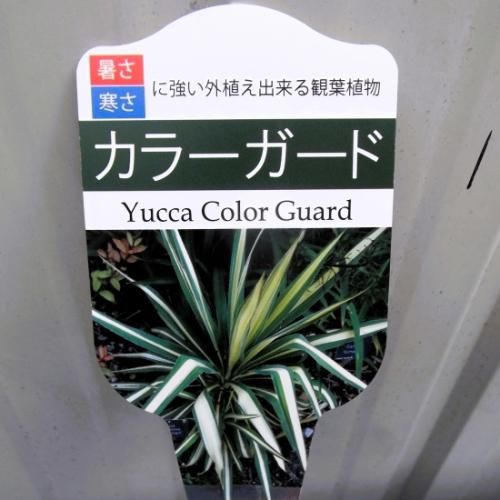 暑さ
寒さ
に強い外植え出来る観葉植物
カラーガード
Yucca Color Guard